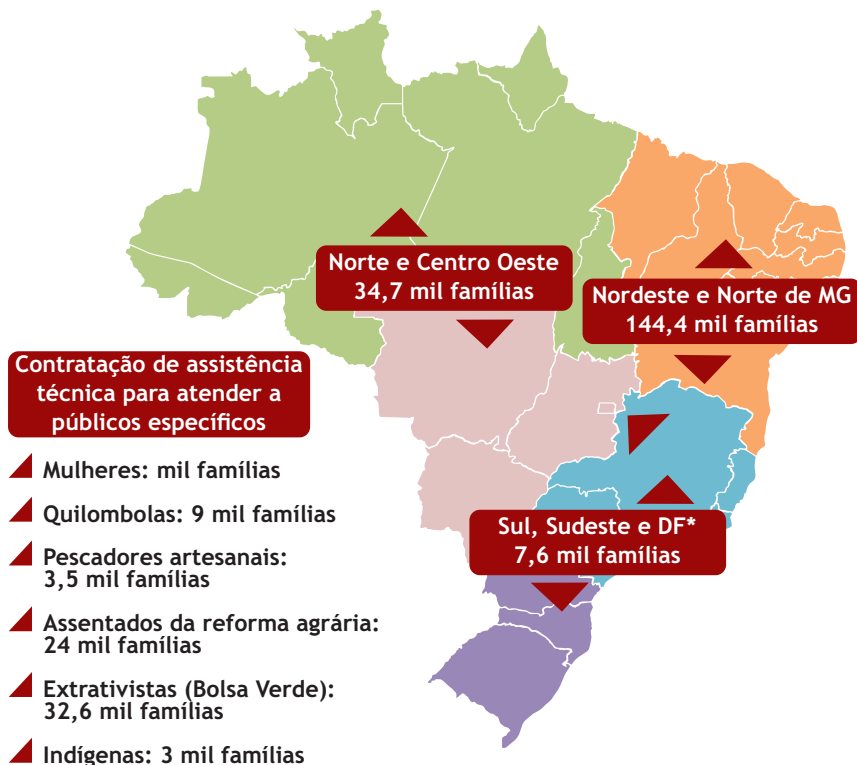 Norte e Centro Oeste
34,7 mil famílias
Nordeste e Norte de MG
144,4 mil famílias
Contratação de assistência
técnica para atender a
públicos específicos
Mulheres: mil famílias
Quilombolas: 9 mil famílias
Pescadores artesanais:
3,5 mil famílias
Assentados da reforma agrária:
24 mil famílias
Extrativistas (Bolsa Verde):
32,6 mil famílias
Indígenas: 3 mil famílias
Sul, Sudeste e DF*
7,6 mil famílias